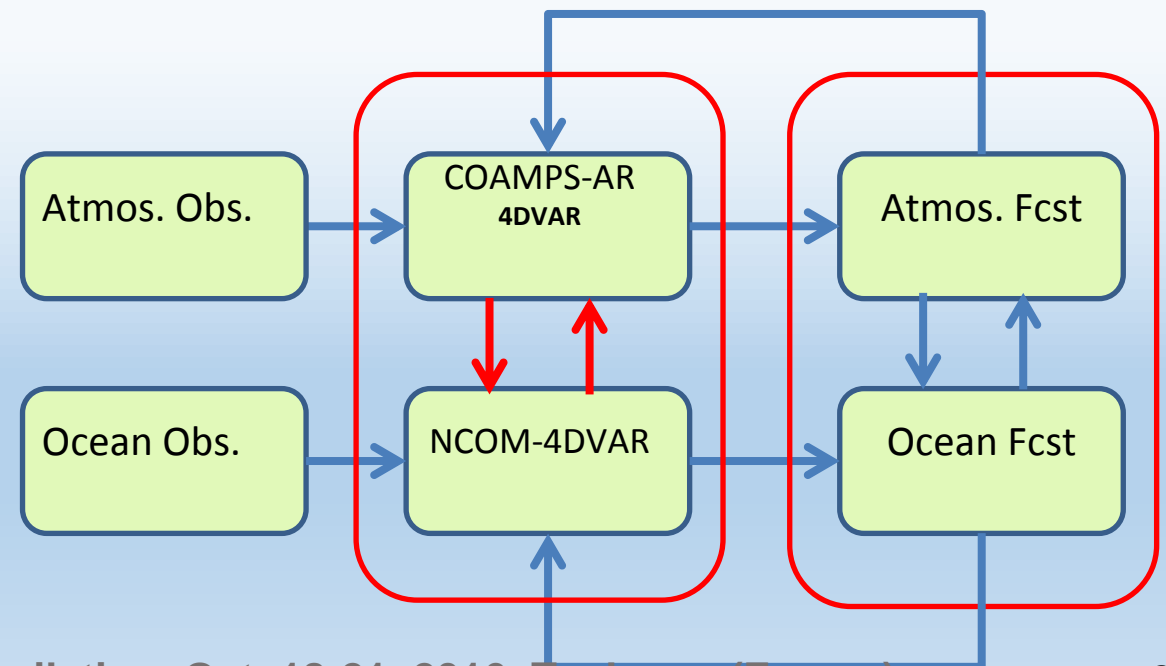 Atmos. Obs.
COAMPS-AR
4DVAR
Atmos. Fcst
Ocean Obs.
NCOM-4DVAR
Ocean Fcst